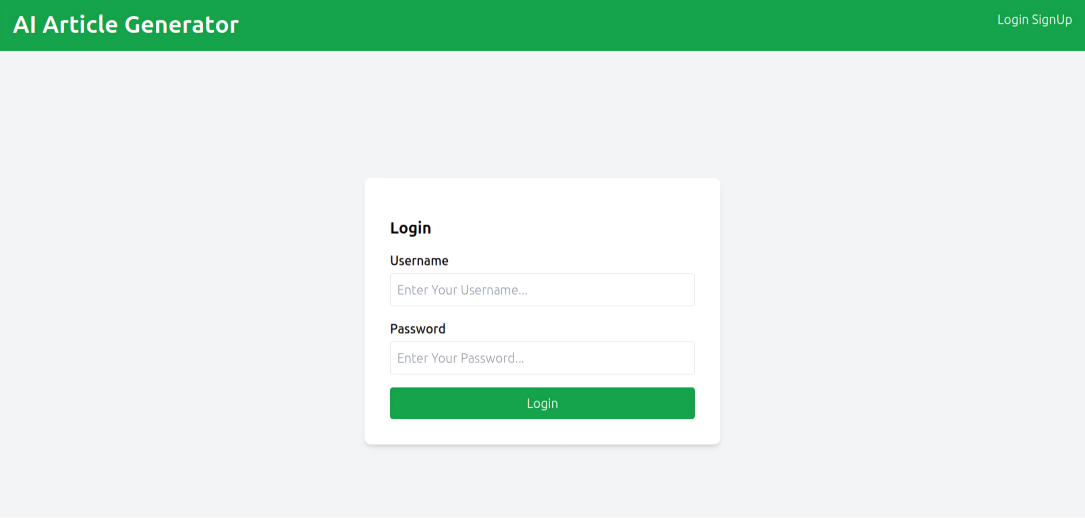 AI Article Generator
Login SignUp
Login
Username
Enter Your Username...
Password
Enter Your Password...
Login